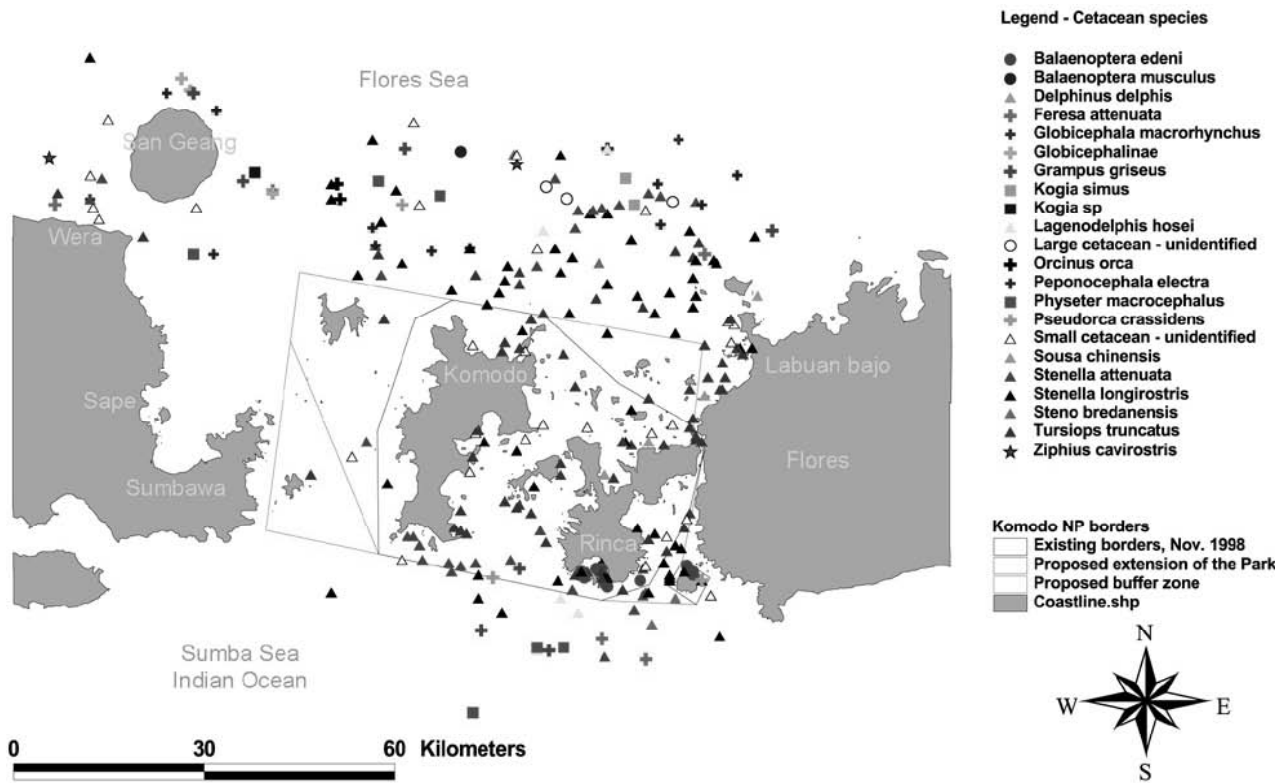 Legend - Cetacean species
Balaenoptera edeni
Balaenoptera musculus
Delphinus delphis
Feresa attenuata
Globicephala macrorhynchus
Globicephalinae
Grampus griseus
Kogia simus
Kogia sp
Lagenodelphis hosei
Large cetacean - unidentified
Orcinus orca
Peponocephala electra
Physeter macrocephalus
Pseudorca crassidens
Small cetacean - unidentified
Sousa chinensis
Stenella attenuata
Stenella longirostris
Steno bredanensis
Tursiops truncatus
Ziphius cavirostris
Komodo NP borders
Existing borders, Nov. 1998
Proposed extension of the Park
Proposed buffer zone
Coastline.shp
Flores Sea
San Geang
Wera
Komodo
Labuan bajo
Sape
Flores
Sumbawa
Rinca
Sumba Sea
Indian Ocean
N
W
E
S
0 30 60 Kilometers